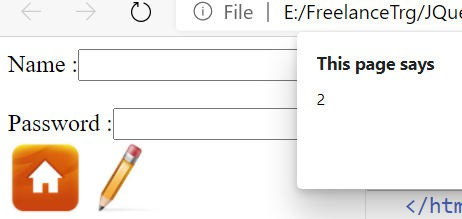 File | E:/FreelanceTrg/JQue
This page says
Name :
2
Password :
</htm